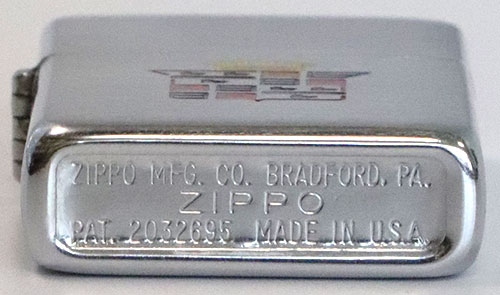 ZIPPO MFG. CO. BRADFORD. PA.
ZIPPO
PAT. 2032695 MADE IN U.S.A.